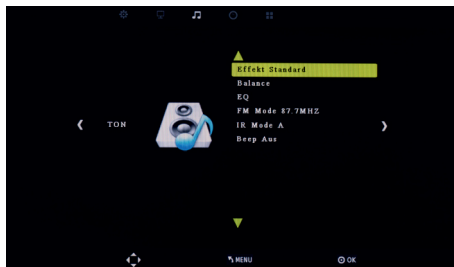 Effekt Standard
Balance
EQ
FM Mode 87.7MHZ
TON
IR Mode A
Beep Aus
MENU
OK